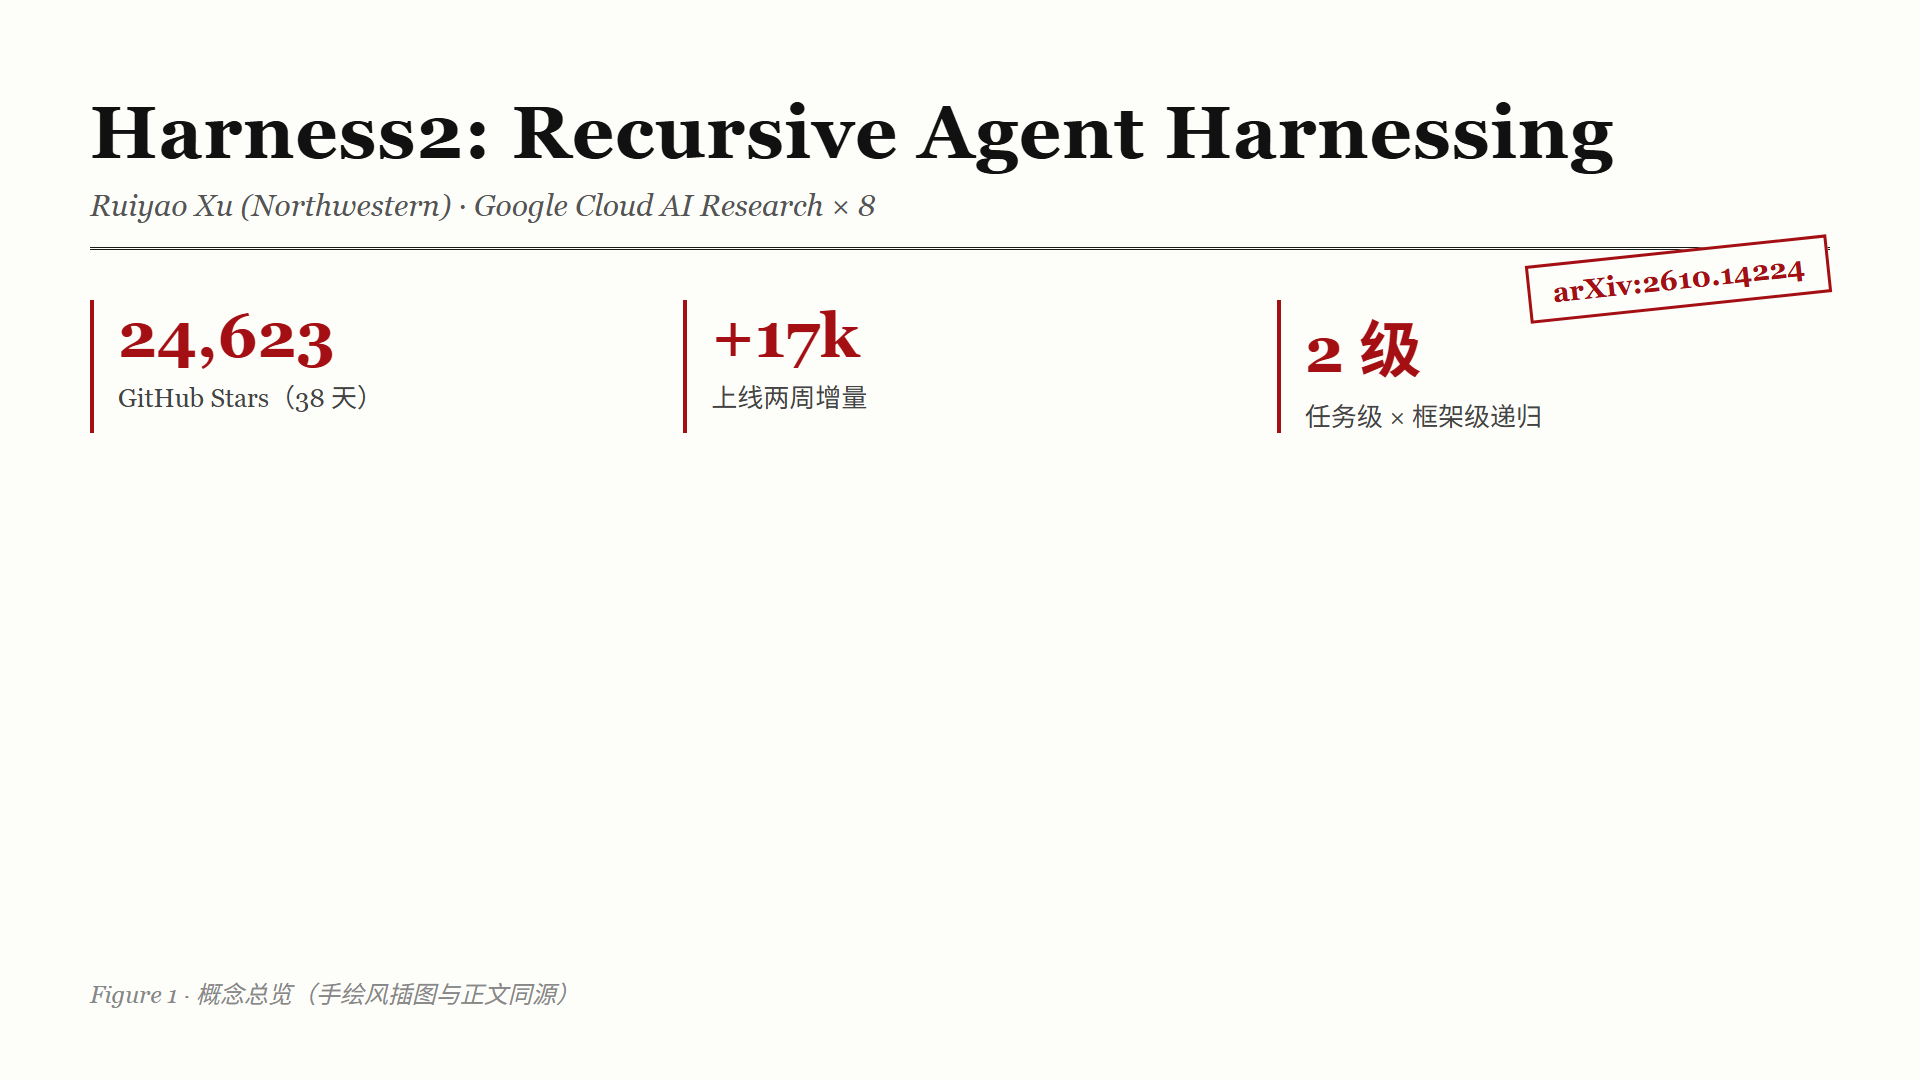 Harness2: Recursive Agent Harnessing
Ruiyao Xu (Northwestern) · Google Cloud AI Research × 8
arXiv:2610.14224
24,623
GitHub Stars（38 天）
+17k
上线两周增量
2 级
任务级 × 框架级递归
Figure 1 · 概念总览（手绘风插图与正文同源）